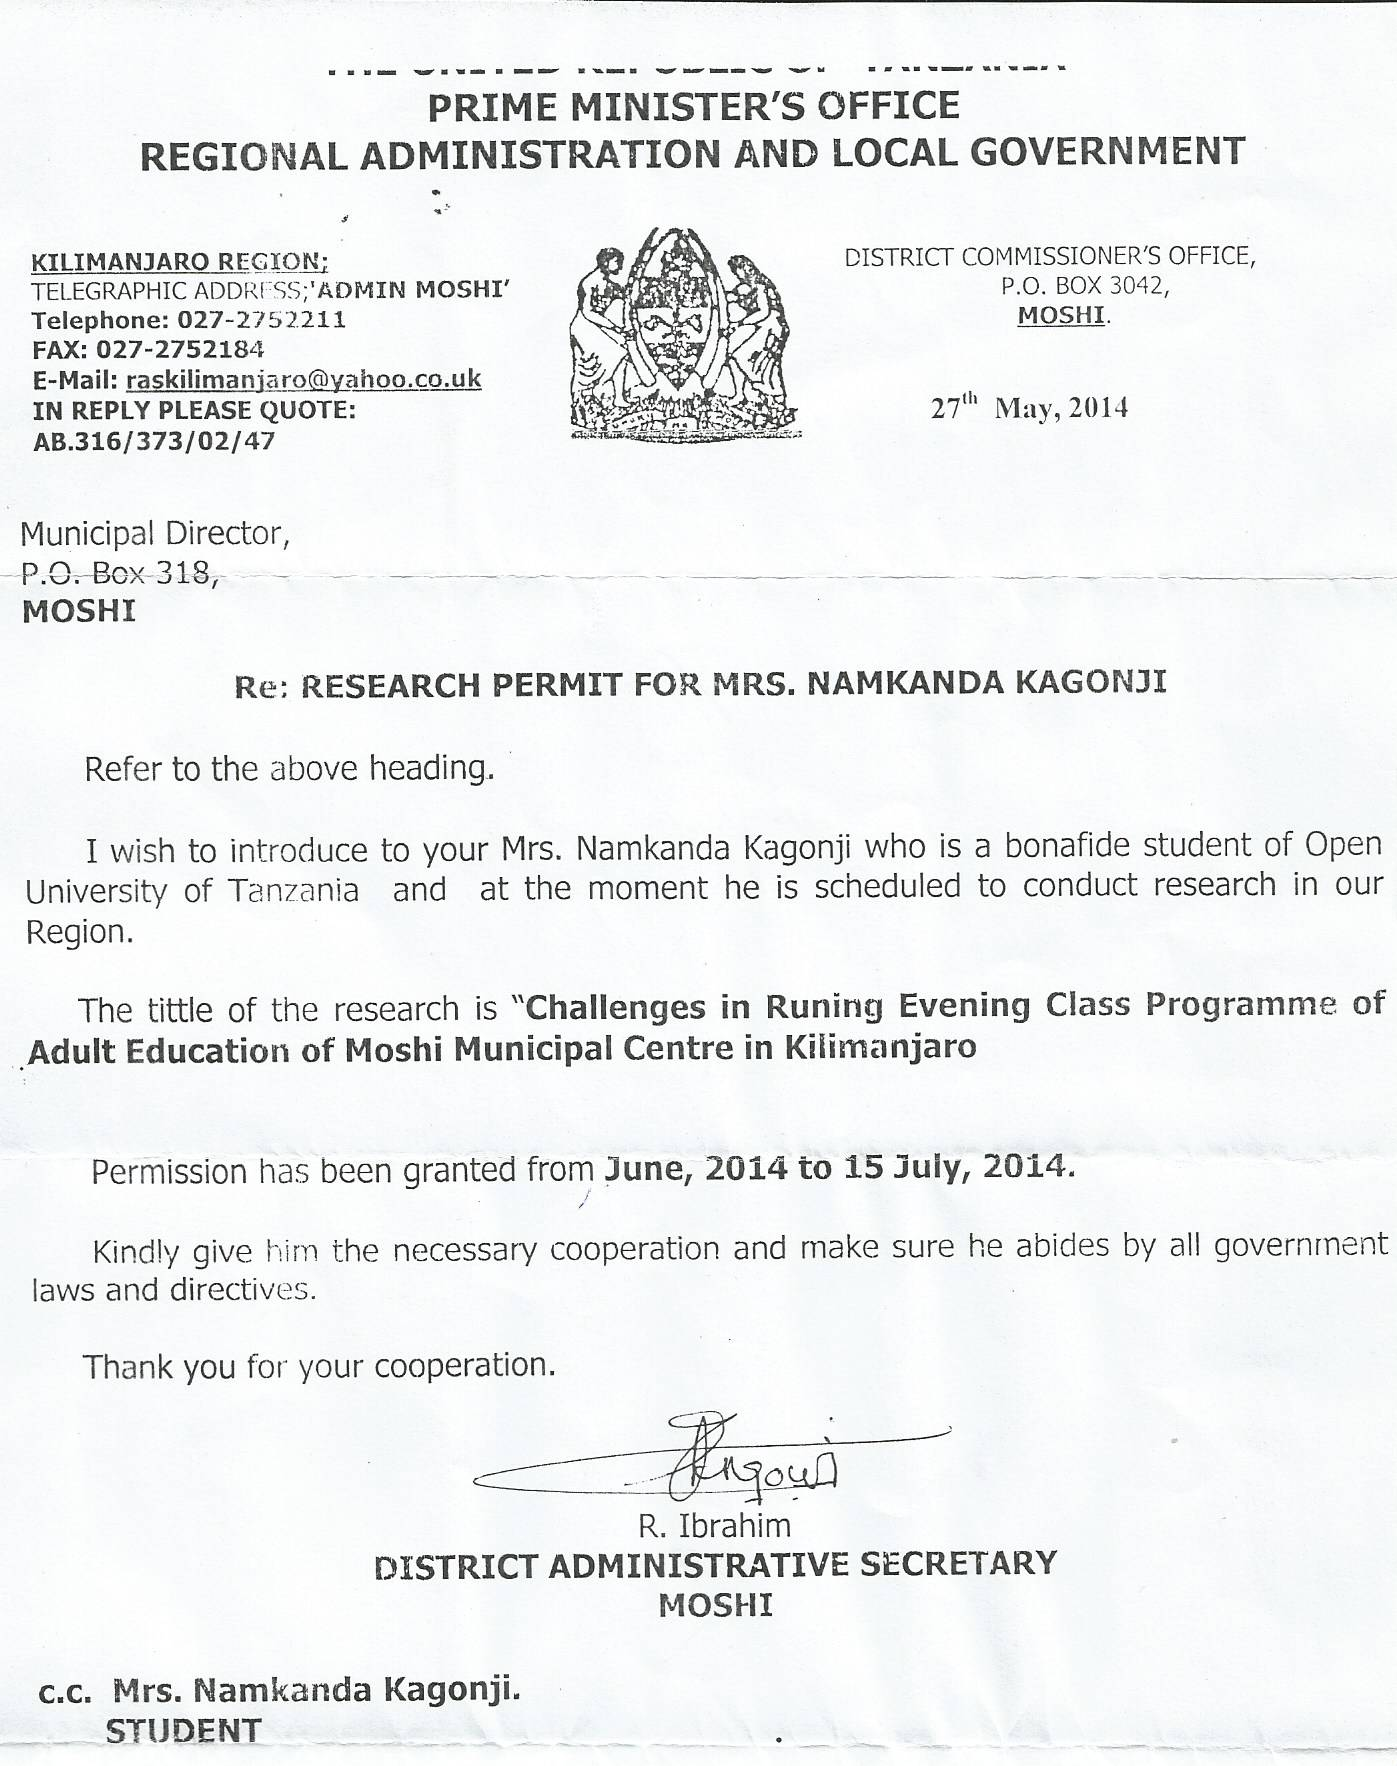 THE UNITED REPUBLIC OF TANZANIA
PRIME MINISTER'S OFFICE
REGIONAL ADMINISTRATION AND LOCAL GOVERNMENT
KILIMANJARO REGION;
TELEGRAPHIC ADDRESS;'ADMIN MOSHI'
Telephone: 027-2752211
FAX: 027-2752184
E-Mail: raskilimanjaro@yahoo.co.uk
IN REPLY PLEASE QUOTE:
AB.316/373/02/47
DISTRICT COMMISSIONER'S OFFICE,
P.O. BOX 3042,
MOSHI.
27th May, 2014
Municipal Director,
P.O. Box 318,
MOSHI
Re: RESEARCH PERMIT FOR MRS. NAMKANDA KAGONJI
Refer to the above heading.
I wish to introduce to your Mrs. Namkanda Kagonji who is a bonafide student of Open
University of Tanzania and at the moment he is scheduled to conduct research in our
Region.
The tittle of the research is "Challenges in Runing Evening Class Programme of
Adult Education of Moshi Municipal Centre in Kilimanjaro
Permission has been granted from June, 2014 to 15 July, 2014.
Kindly give him the necessary cooperation and make sure he abides by all government
laws and directives.
Thank you for your cooperation.
R. Ibrahim
DISTRICT ADMINISTRATIVE SECRETARY
MOSHI
c.c. Mrs. Namkanda Kagonji.
STUDENT